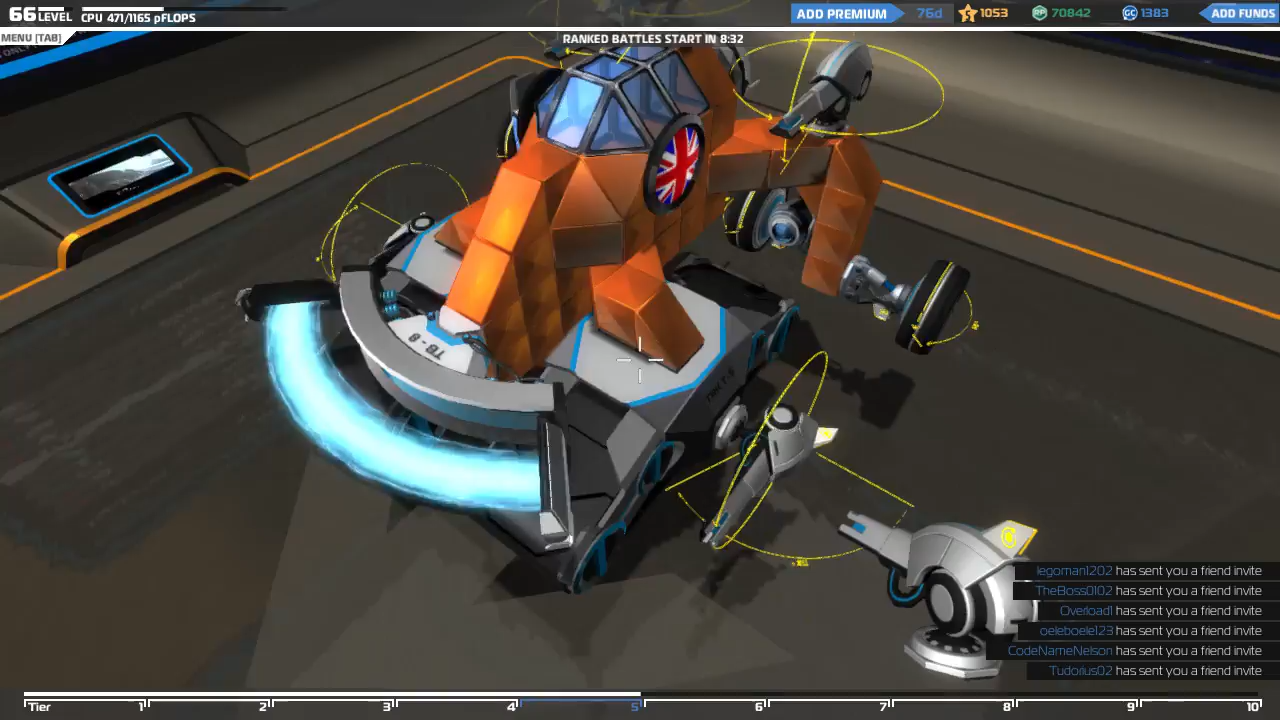 66 LEVEL CPU 471/1165 pFLOPS ADD PREMIUM 76d 1053 RP 70842 GC 1383 ADD FUNDS
MENU [TAB] RANKED BATTLES START IN 8:32
TB-8
legoman1202 has sent you a friend invite
TheBoss0102 has sent you a friend invite
Overload1 has sent you a friend invite
oeleboele123 has sent you a friend invite
CodeNameNelson has sent you a friend invite
Tudorius02 has sent you a friend invite
Tier 1 2 3 4 5 6 7 8 9 10